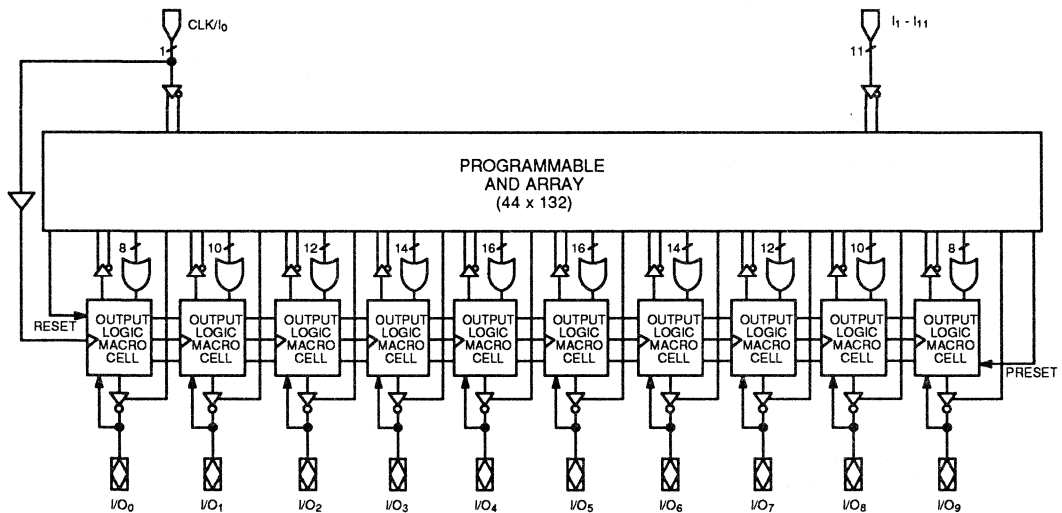 CLK/I0
I1 - I11
1
11
PROGRAMMABLE
AND ARRAY
(44 x 132)
8 10 12 14 16 16 14 12 10 8
OUTPUT LOGIC MACRO CELL
OUTPUT LOGIC MACRO CELL
OUTPUT LOGIC MACRO CELL
OUTPUT LOGIC MACRO CELL
OUTPUT LOGIC MACRO CELL
OUTPUT LOGIC MACRO CELL
OUTPUT LOGIC MACRO CELL
OUTPUT LOGIC MACRO CELL
OUTPUT LOGIC MACRO CELL
OUTPUT LOGIC MACRO CELL
RESET
PRESET
I/O0 I/O1 I/O2 I/O3 I/O4 I/O5 I/O6 I/O7 I/O8 I/O9